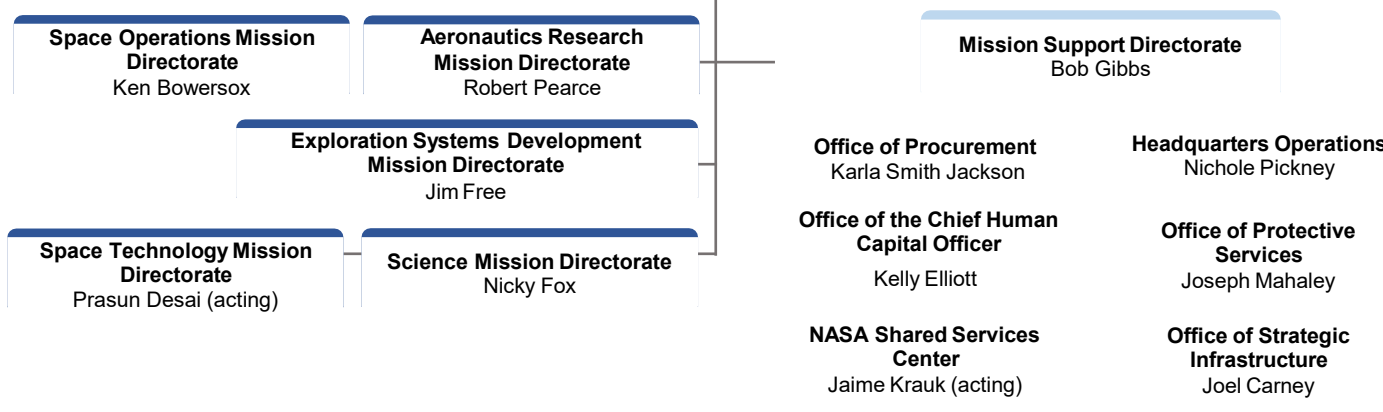 Space Operations Mission
Directorate
Ken Bowersox
Aeronautics Research
Mission Directorate
Robert Pearce
Mission Support Directorate
Bob Gibbs
Exploration Systems Development
Mission Directorate
Jim Free
Office of Procurement
Karla Smith Jackson
Headquarters Operations
Nichole Pickney
Office of the Chief Human
Capital Officer
Kelly Elliott
Office of Protective
Services
Joseph Mahaley
Space Technology Mission
Directorate
Prasun Desai (acting)
Science Mission Directorate
Nicky Fox
NASA Shared Services
Center
Jaime Krauk (acting)
Office of Strategic
Infrastructure
Joel Carney